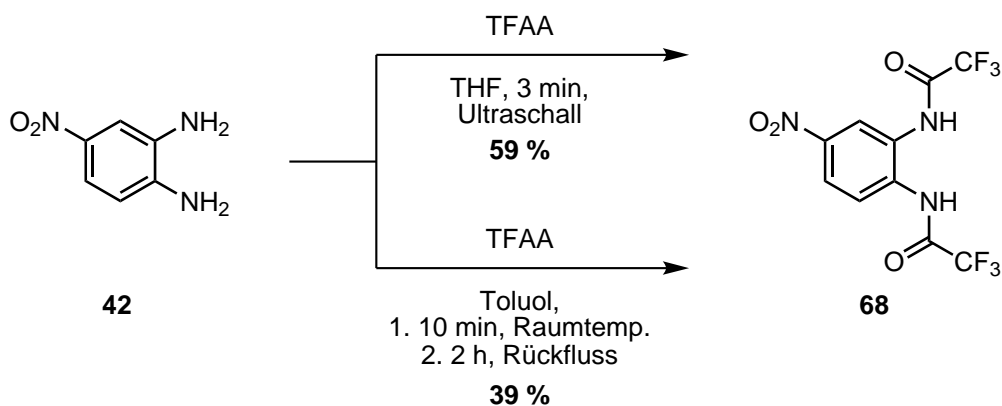 TFAA
THF, 3 min,
Ultraschall
59 %
O₂N
NH₂
NH₂
42
TFAA
Toluol,
1. 10 min, Raumtemp.
2. 2 h, Rückfluss
39 %
O
CF₃
NH
O₂N
NH
O
CF₃
68